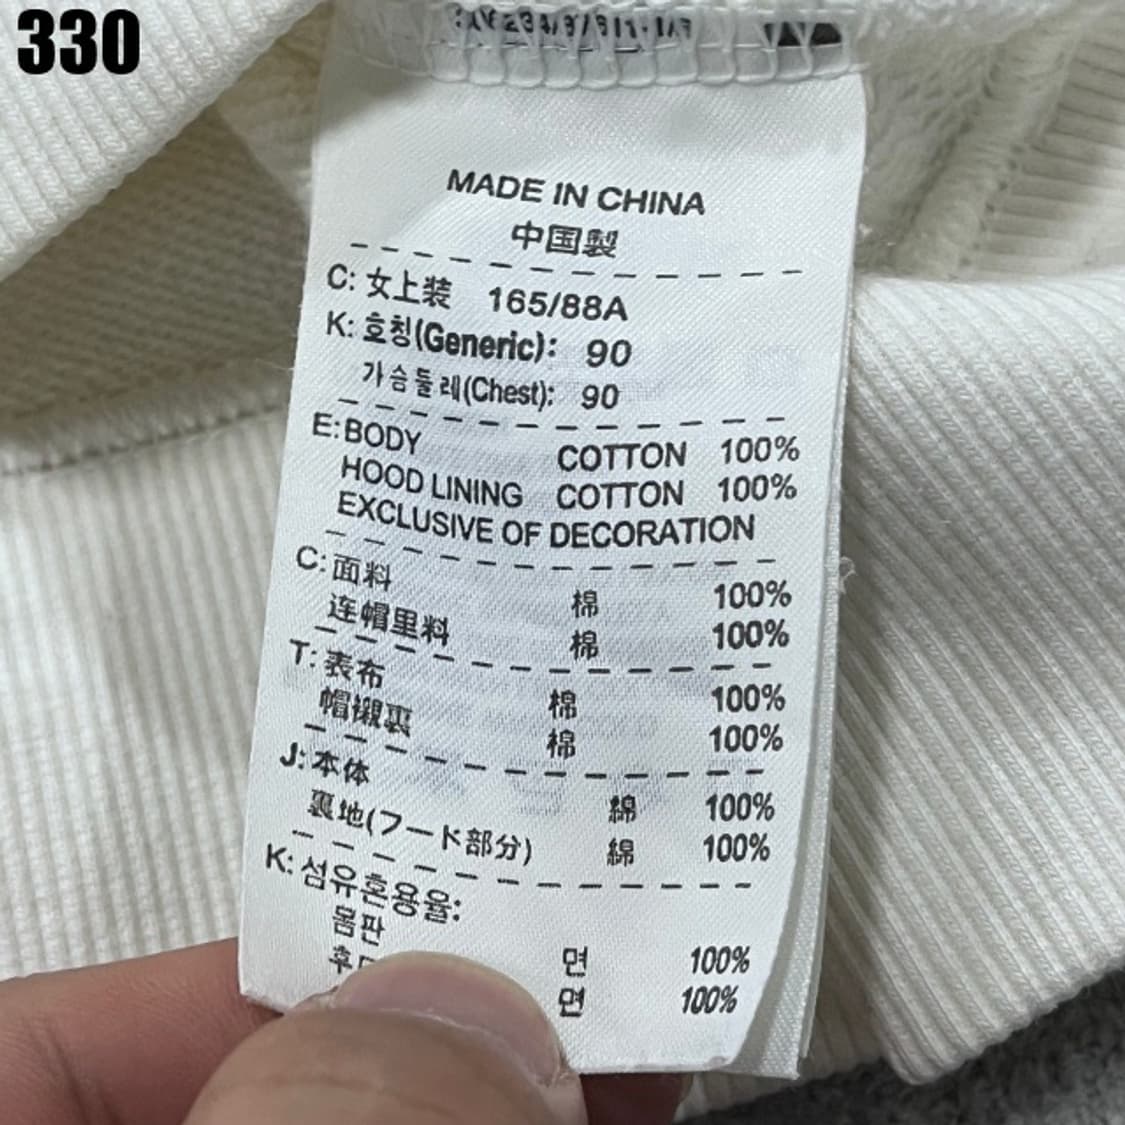 330
MADE IN CHINA
中国製
C: 女上装 165/88A
K: 호칭(Generic): 90
가슴둘레(Chest): 90
E: BODY COTTON 100%
HOOD LINING COTTON 100%
EXCLUSIVE OF DECORATION
C: 面料 棉 100%
连帽里料 棉 100%
T: 表布 棉 100%
帽襯裏 棉 100%
J: 本体 綿 100%
裏地(フード部分) 綿 100%
K: 섬유혼용율:
몸판 면 100%
후 면 100%